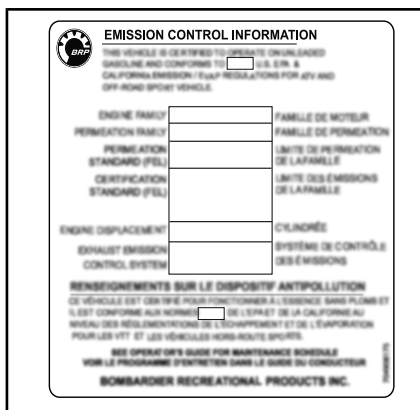 BRP
EMISSION CONTROL INFORMATION
THIS VEHICLE IS CERTIFIED TO OPERATE ON UNLEADED
GASOLINE AND CONFORMS TO U.S. EPA &
CALIFORNIA EMISSION / EVAP REGULATIONS FOR ATV AND
OFF-ROAD SPORT VEHICLE.
ENGINE FAMILY FAMILLE DE MOTEUR
PERMEATION FAMILY FAMILLE DE PERMEATION
PERMEATION LIMITE DE PERMEATION
STANDARD (FEL) DE LA FAMILLE
CERTIFICATION LIMITE DES ÉMISSIONS
STANDARD (FEL) DE LA FAMILLE
ENGINE DISPLACEMENT CYLINDRÉE
EXHAUST EMISSION SYSTÈME DE CONTRÔLE
CONTROL SYSTEM DES ÉMISSIONS
RENSEIGNEMENTS SUR LE DISPOSITIF ANTIPOLLUTION
CE VÉHICULE EST CERTIFIÉ POUR FONCTIONNER À L'ESSENCE SANS PLOMB ET
IL EST CONFORME AUX NORMES DE L'EPA ET DE LA CALIFORNIE AU
NIVEAU DES RÉGLEMENTATIONS DE L'ÉCHAPPEMENT ET DE L'ÉVAPORATION
POUR LES VTT ET LES VÉHICULES HORS-ROUTE SPORTS.
SEE OPERATOR'S GUIDE FOR MAINTENANCE SCHEDULE
VOIR LE PROGRAMME D'ENTRETIEN DANS LE GUIDE DU CONDUCTEUR
BOMBARDIER RECREATIONAL PRODUCTS INC.